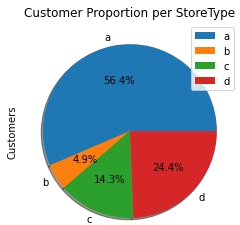 Customer Proportion per StoreType
a
a
b
c
d
56.4%
Customers
4.9%
b
14.3%
c
24.4%
d